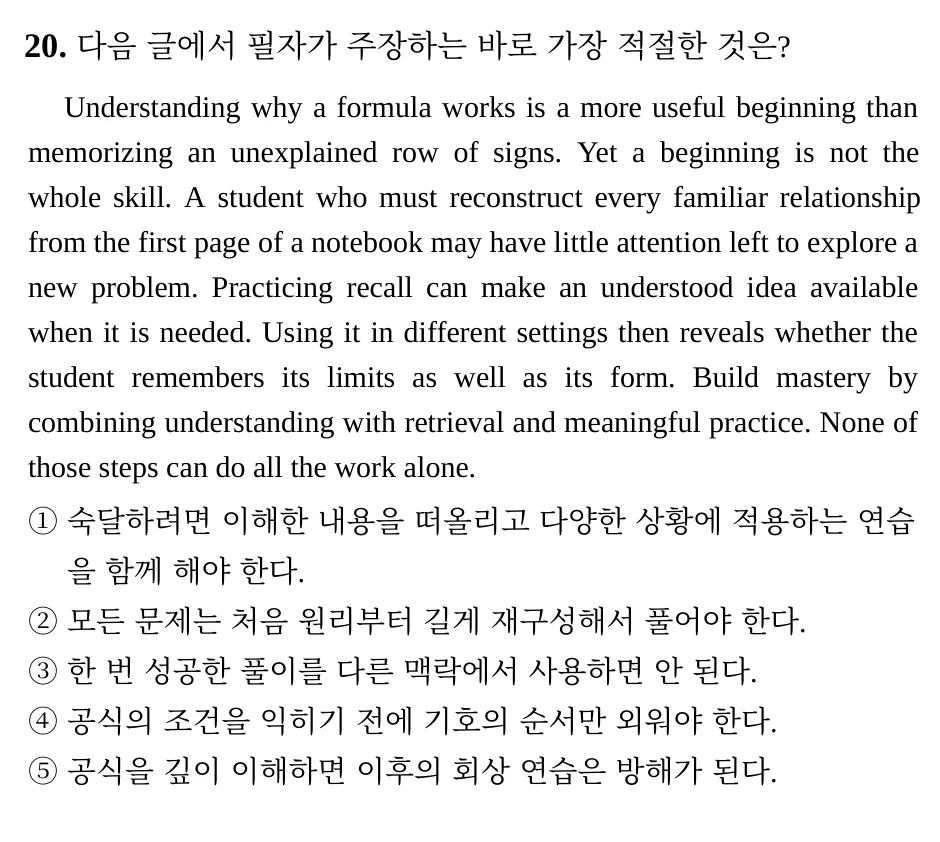 20. 다음 글에서 필자가 주장하는 바로 가장 적절한 것은?
Understanding why a formula works is a more useful beginning than
memorizing an unexplained row of signs. Yet a beginning is not the
whole skill. A student who must reconstruct every familiar relationship
from the first page of a notebook may have little attention left to explore a
new problem. Practicing recall can make an understood idea available
when it is needed. Using it in different settings then reveals whether the
student remembers its limits as well as its form. Build mastery by
combining understanding with retrieval and meaningful practice. None of
those steps can do all the work alone.
① 숙달하려면 이해한 내용을 떠올리고 다양한 상황에 적용하는 연습
을 함께 해야 한다.
② 모든 문제는 처음 원리부터 길게 재구성해서 풀어야 한다.
③ 한 번 성공한 풀이를 다른 맥락에서 사용하면 안 된다.
④ 공식의 조건을 익히기 전에 기호의 순서만 외워야 한다.
⑤ 공식을 깊이 이해하면 이후의 회상 연습은 방해가 된다.